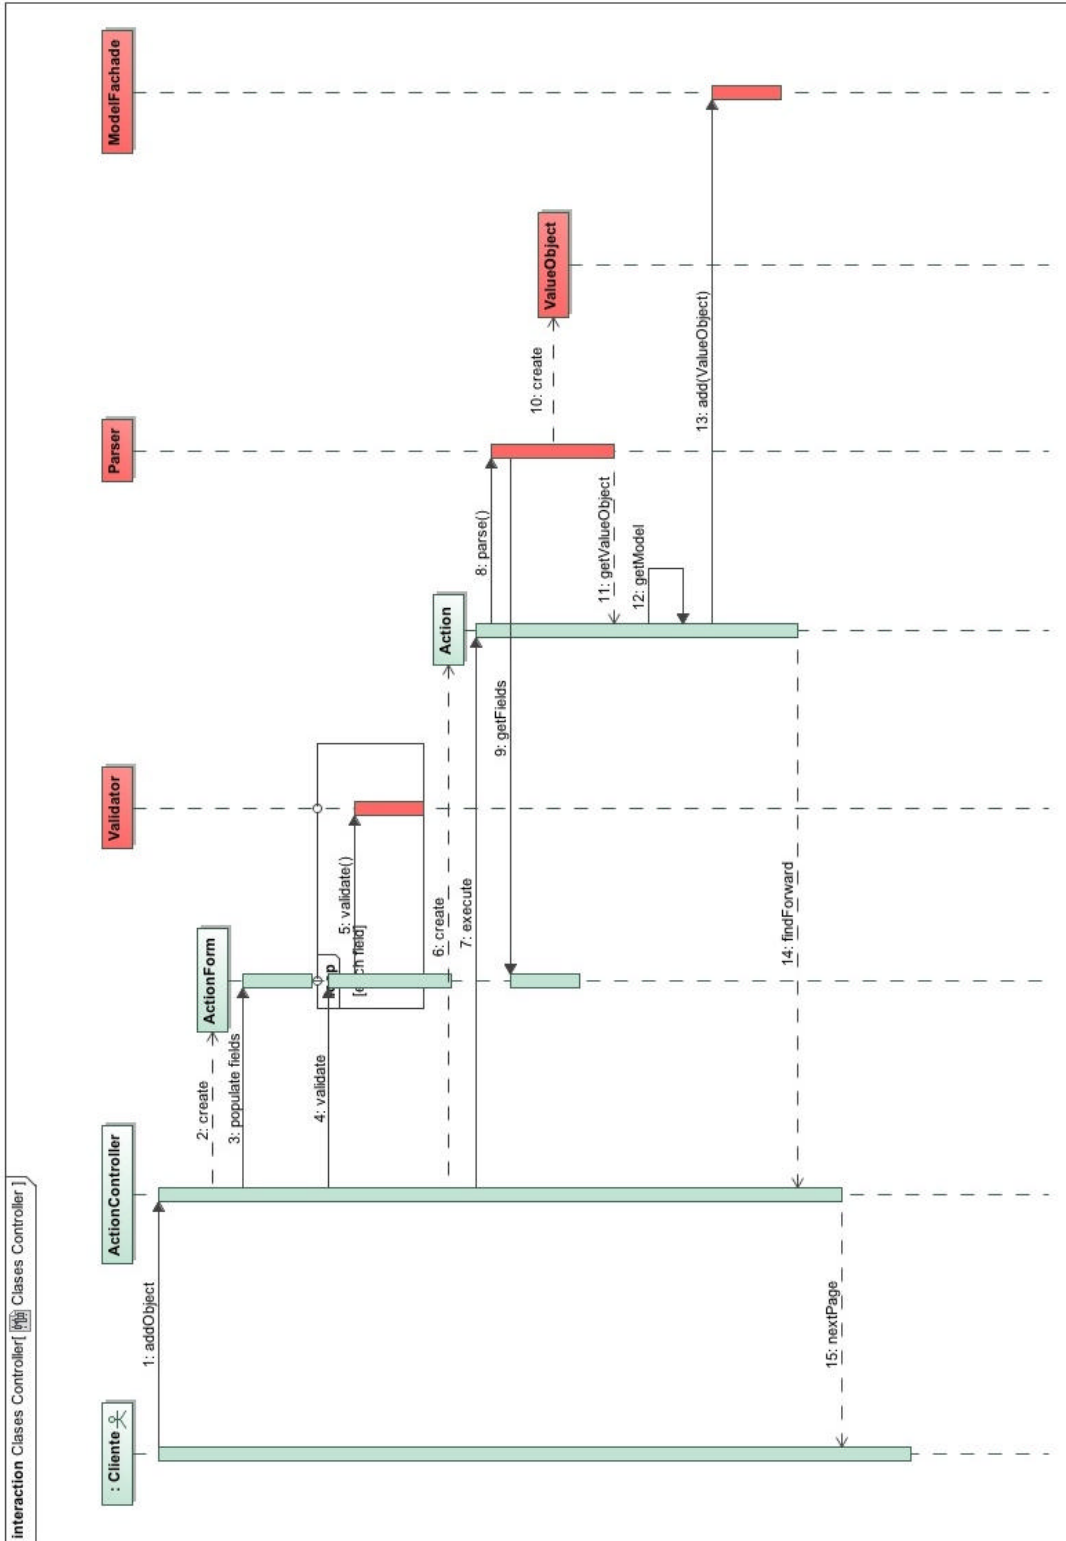 interaction Clases Controller[ Clases Controller ]
: Cliente
ActionController
ActionForm
Validator
Action
Parser
ValueObject
ModelFachade
1: addObject
2: create
3: populate fields
4: validate
5: validate()
6: create
7: execute
8: parse()
9: getFields
10: create
11: getValueObject
12: getModel
13: add(ValueObject)
14: findForward
15: nextPage